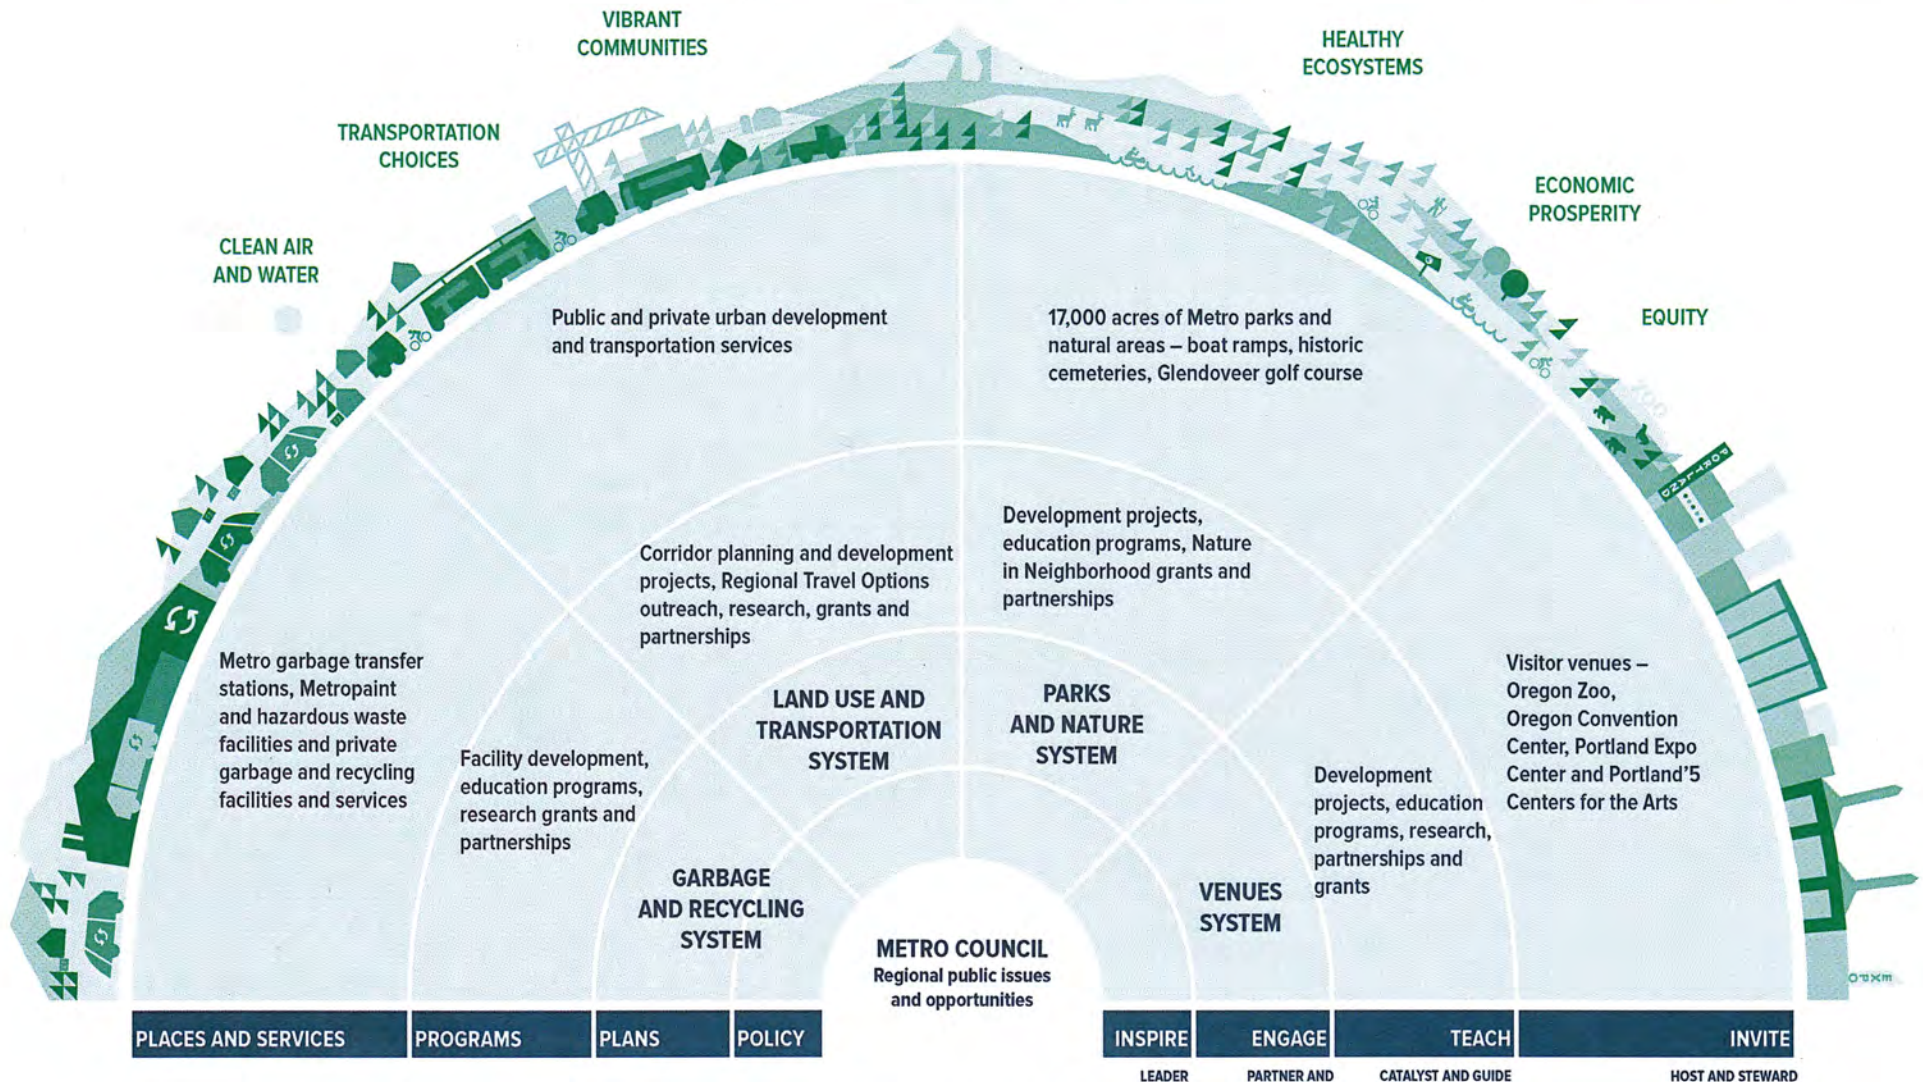 VIBRANT
COMMUNITIES
HEALTHY
ECOSYSTEMS
TRANSPORTATION
CHOICES
ECONOMIC
PROSPERITY
CLEAN AIR
AND WATER
EQUITY
ZOO
PORTLAND
EXPO
Public and private urban development
and transportation services
17,000 acres of Metro parks and
natural areas – boat ramps, historic
cemeteries, Glendoveer golf course
Corridor planning and development
projects, Regional Travel Options
outreach, research, grants and
partnerships
Development projects,
education programs, Nature
in Neighborhood grants and
partnerships
Metro garbage transfer
stations, Metropaint
and hazardous waste
facilities and private
garbage and recycling
facilities and services
Facility development,
education programs,
research grants and
partnerships
LAND USE AND
TRANSPORTATION
SYSTEM
PARKS
AND NATURE
SYSTEM
Development
projects, education
programs, research,
partnerships and
grants
Visitor venues –
Oregon Zoo,
Oregon Convention
Center, Portland Expo
Center and Portland'5
Centers for the Arts
GARBAGE
AND RECYCLING
SYSTEM
VENUES
SYSTEM
METRO COUNCIL
Regional public issues
and opportunities
PLACES AND SERVICES
PROGRAMS
PLANS
POLICY
INSPIRE
ENGAGE
TEACH
INVITE
LEADER
PARTNER AND
CATALYST AND GUIDE
HOST AND STEWARD